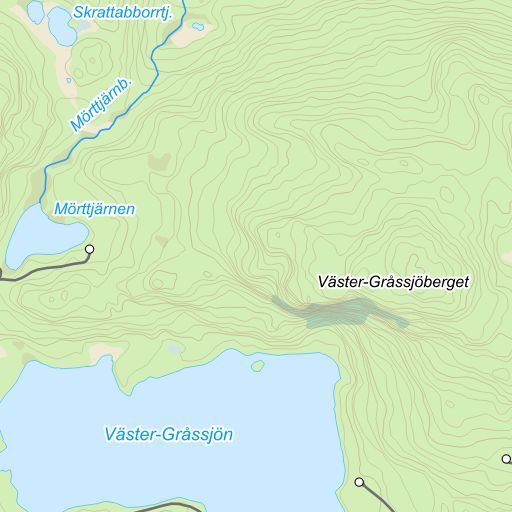 Skrattabborrtj.
Mörttjärnb.
Mörttjärnen
Väster-Gråssjöberget
Väster-Gråssjön